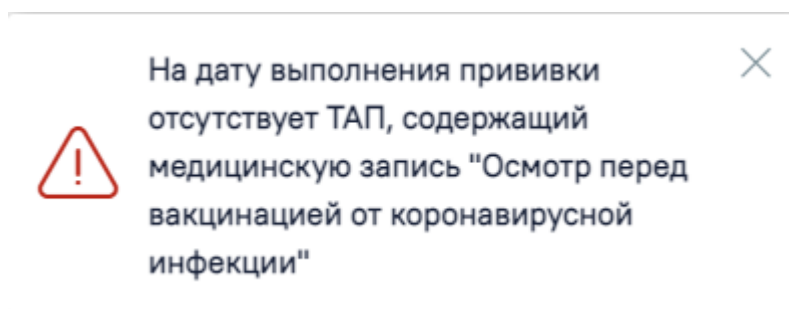 На дату выполнения прививки
отсутствует ТАП, содержащий
медицинскую запись "Осмотр перед
вакцинацией от коронавирусной
инфекции"